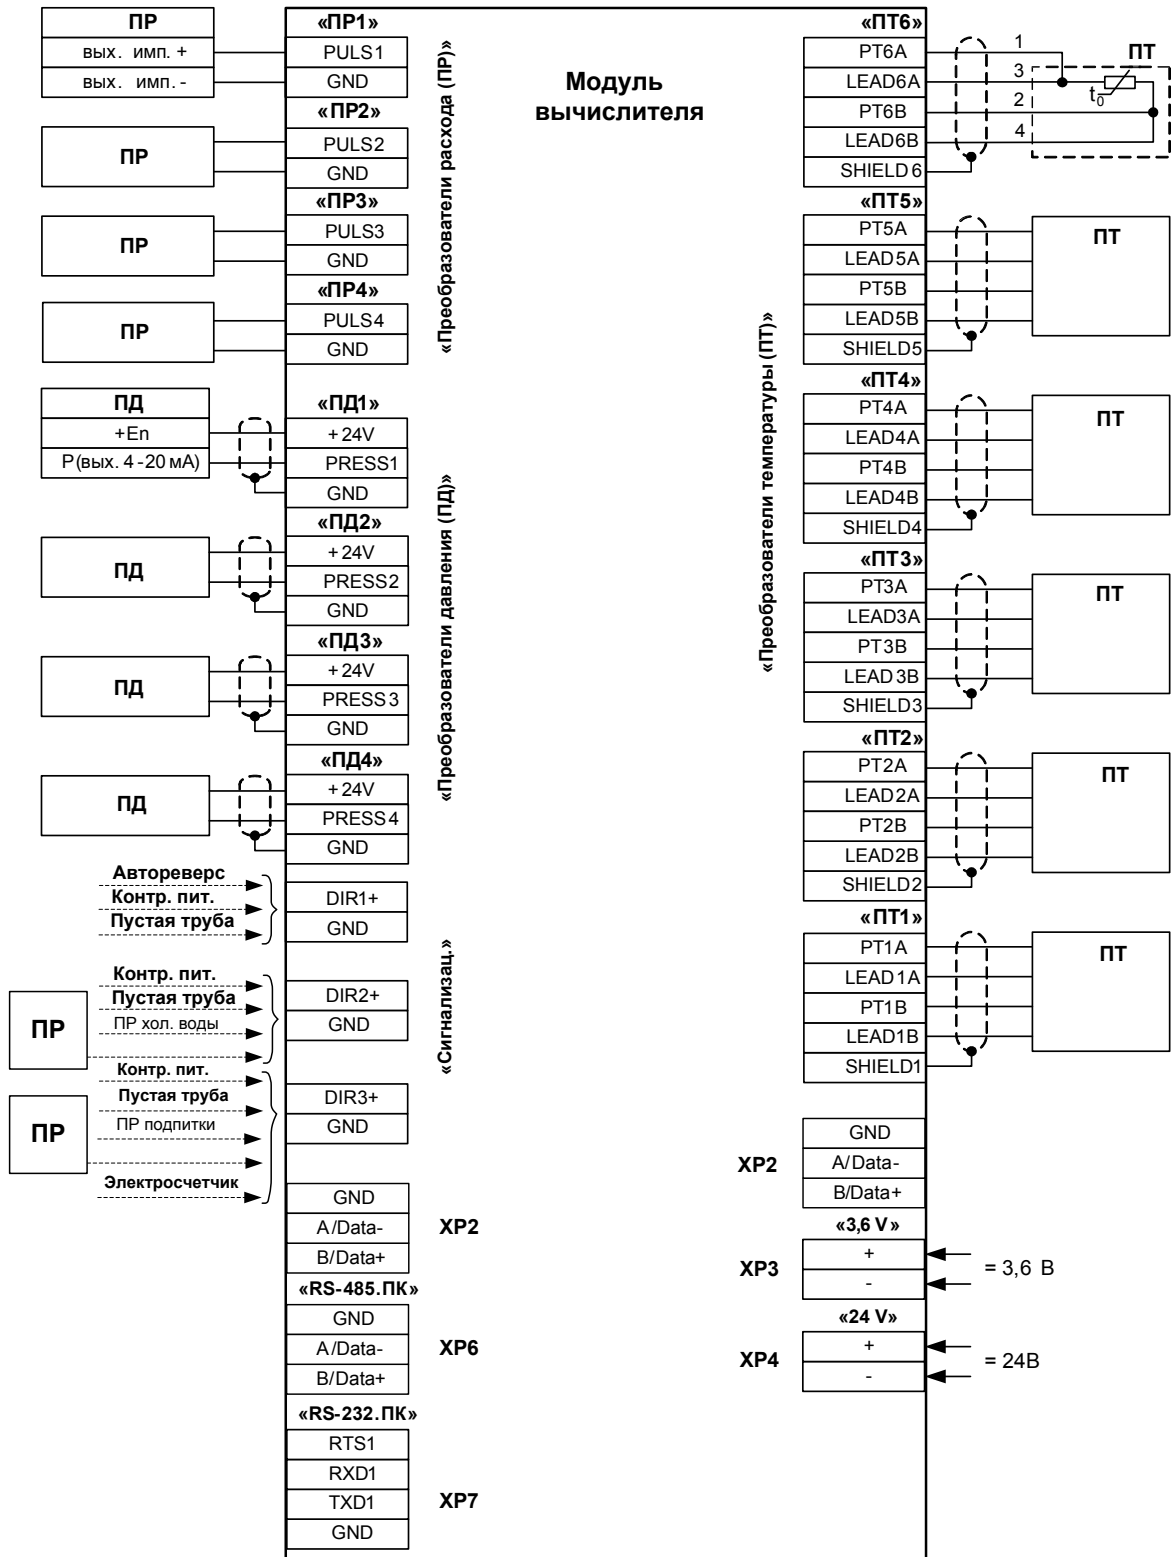 Модуль
вычислителя
ПР
вых. имп. +
вых. имп. -
«ПР1»
PULS1
GND
«ПР2»
ПР
PULS2
GND
«ПР3»
ПР
PULS3
GND
«ПР4»
ПР
PULS4
GND
«Преобразователи расхода (ПР)»
ПД
+En
P(вых. 4-20 мА)
«ПД1»
+24V
PRESS1
GND
«ПД2»
ПД
+24V
PRESS2
GND
«ПД3»
ПД
+24V
PRESS3
GND
«ПД4»
ПД
+24V
PRESS4
GND
«Преобразователи давления (ПД)»
Автореверс
Контр. пит.
Пустая труба
DIR1+
GND
Контр. пит.
Пустая труба
ПР хол. воды
ПР
DIR2+
GND
Контр. пит.
Пустая труба
ПР подпитки
ПР
Электросчетчик
DIR3+
GND
«Сигнализац.»
GND
A/Data-
B/Data+
XP2
«RS-485.ПК»
GND
A/Data-
B/Data+
XP6
«RS-232.ПК»
RTS1
RXD1
TXD1
GND
XP7
«ПТ6»
PT6A
LEAD6A
PT6B
LEAD6B
SHIELD6
1
3
2
4
ПТ
t0
«ПТ5»
PT5A
LEAD5A
PT5B
LEAD5B
SHIELD5
ПТ
«ПТ4»
PT4A
LEAD4A
PT4B
LEAD4B
SHIELD4
ПТ
«Преобразователи температуры (ПТ)»
«ПТ3»
PT3A
LEAD3A
PT3B
LEAD3B
SHIELD3
ПТ
«ПТ2»
PT2A
LEAD2A
PT2B
LEAD2B
SHIELD2
ПТ
«ПТ1»
PT1A
LEAD1A
PT1B
LEAD1B
SHIELD1
ПТ
GND
A/Data-
B/Data+
XP2
«3,6 V»
+
-
XP3
= 3,6 В
«24 V»
+
-
XP4
= 24В